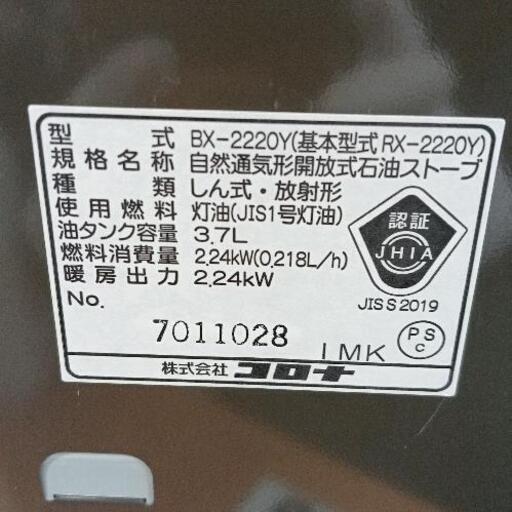 型式 BX-2220Y(基本型式 RX-2220Y)
規格名称 自然通気形開放式石油ストーブ
種類 しん式・放射形
使用燃料 灯油(JIS1号灯油)
油タンク容量 3.7L
燃料消費量 2.24kW(0.218L/h)
暖房出力 2.24kW
No.
認証
JHIA
JIS S 2019
7011028
1MK
PS
C
株式会社 コロナ